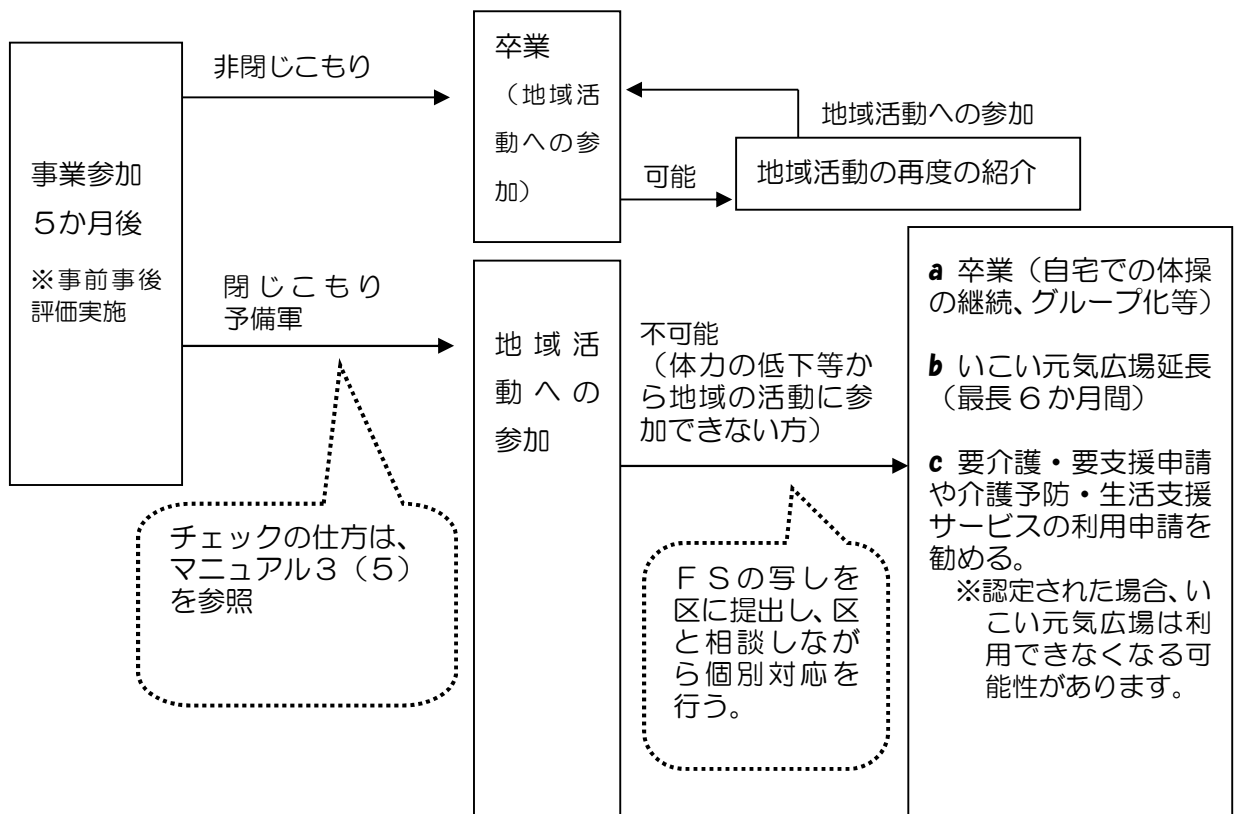 事業参加
５か月後
※事前事後
評価実施
非閉じこもり
卒業
（地域活
動への参
加）
可能
地域活動への参加
地域活動の再度の紹介
閉じこもり
予備軍
チェックの仕方は、
マニュアル３（５）
を参照
地域活
動への
参加
不可能
（体力の低下等か
ら地域の活動に参
加できない方）
ＦＳの写しを
区に提出し、区
と相談しなが
ら個別対応を
行う。
a 卒業（自宅での体操
の継続、グループ化等）
b いこい元気広場延長
（最長６か月間）
c 要介護・要支援申請
や介護予防・生活支援
サービスの利用申請を
勧める。
※認定された場合、い
こい元気広場は利
用できなくなる可
能性があります。